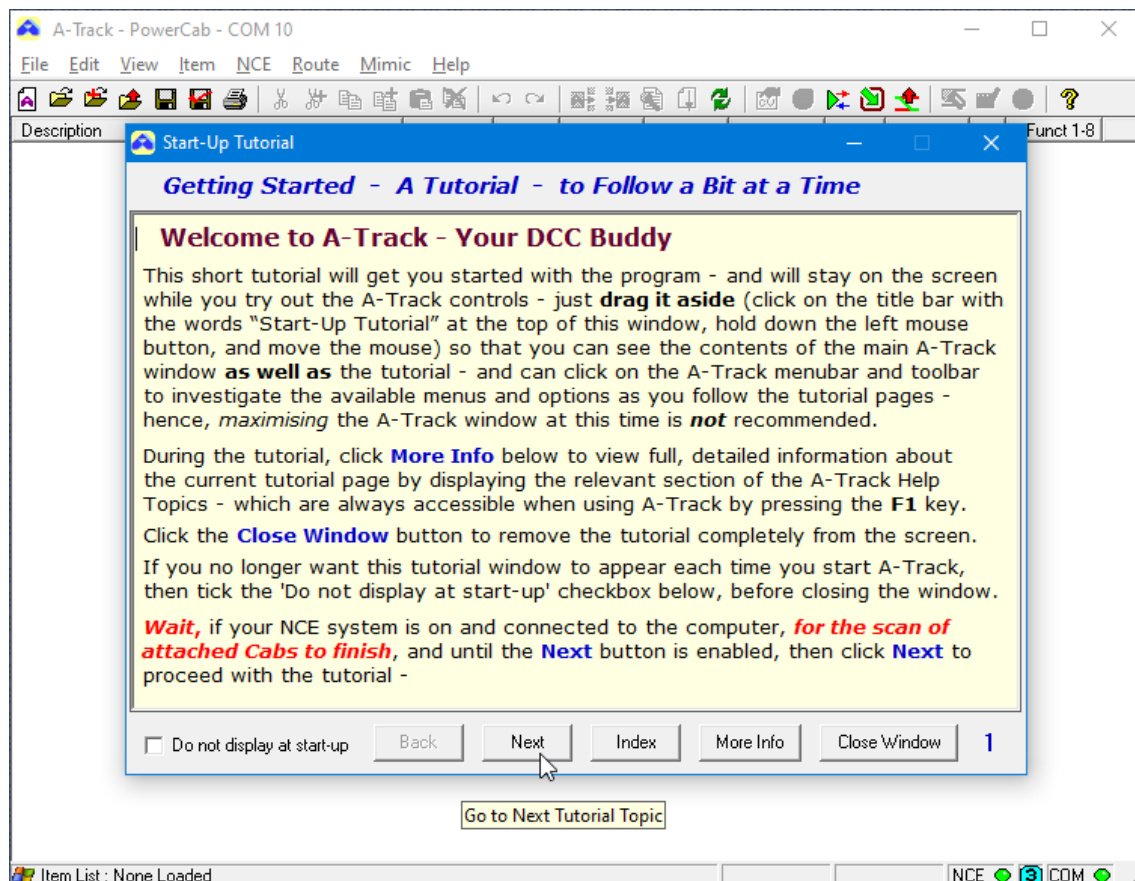 A-Track - PowerCab - COM 10
File Edit View Item NCE Route Mimic Help
Description
Funct 1-8
Start-Up Tutorial
Getting Started - A Tutorial - to Follow a Bit at a Time
Welcome to A-Track - Your DCC Buddy
This short tutorial will get you started with the program - and will stay on the screen
while you try out the A-Track controls - just drag it aside (click on the title bar with
the words “Start-Up Tutorial” at the top of this window, hold down the left mouse
button, and move the mouse) so that you can see the contents of the main A-Track
window as well as the tutorial - and can click on the A-Track menubar and toolbar
to investigate the available menus and options as you follow the tutorial pages -
hence, maximising the A-Track window at this time is not recommended.
During the tutorial, click More Info below to view full, detailed information about
the current tutorial page by displaying the relevant section of the A-Track Help
Topics - which are always accessible when using A-Track by pressing the F1 key.
Click the Close Window button to remove the tutorial completely from the screen.
If you no longer want this tutorial window to appear each time you start A-Track,
then tick the 'Do not display at start-up' checkbox below, before closing the window.
Wait, if your NCE system is on and connected to the computer, for the scan of
attached Cabs to finish, and until the Next button is enabled, then click Next to
proceed with the tutorial -
Do not display at start-up Back Next Index More Info Close Window 1
Go to Next Tutorial Topic
Item List : None Loaded NCE 3 COM